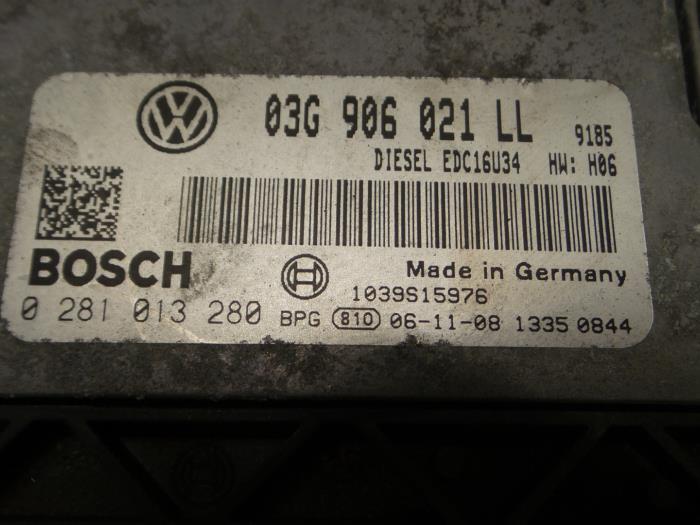 03G 906 021 LL 9185
DIESEL EDC16U34 HW: H06
BOSCH
Made in Germany
1039S15976
0 281 013 280 BPG 810 06-11-08 1335 0844